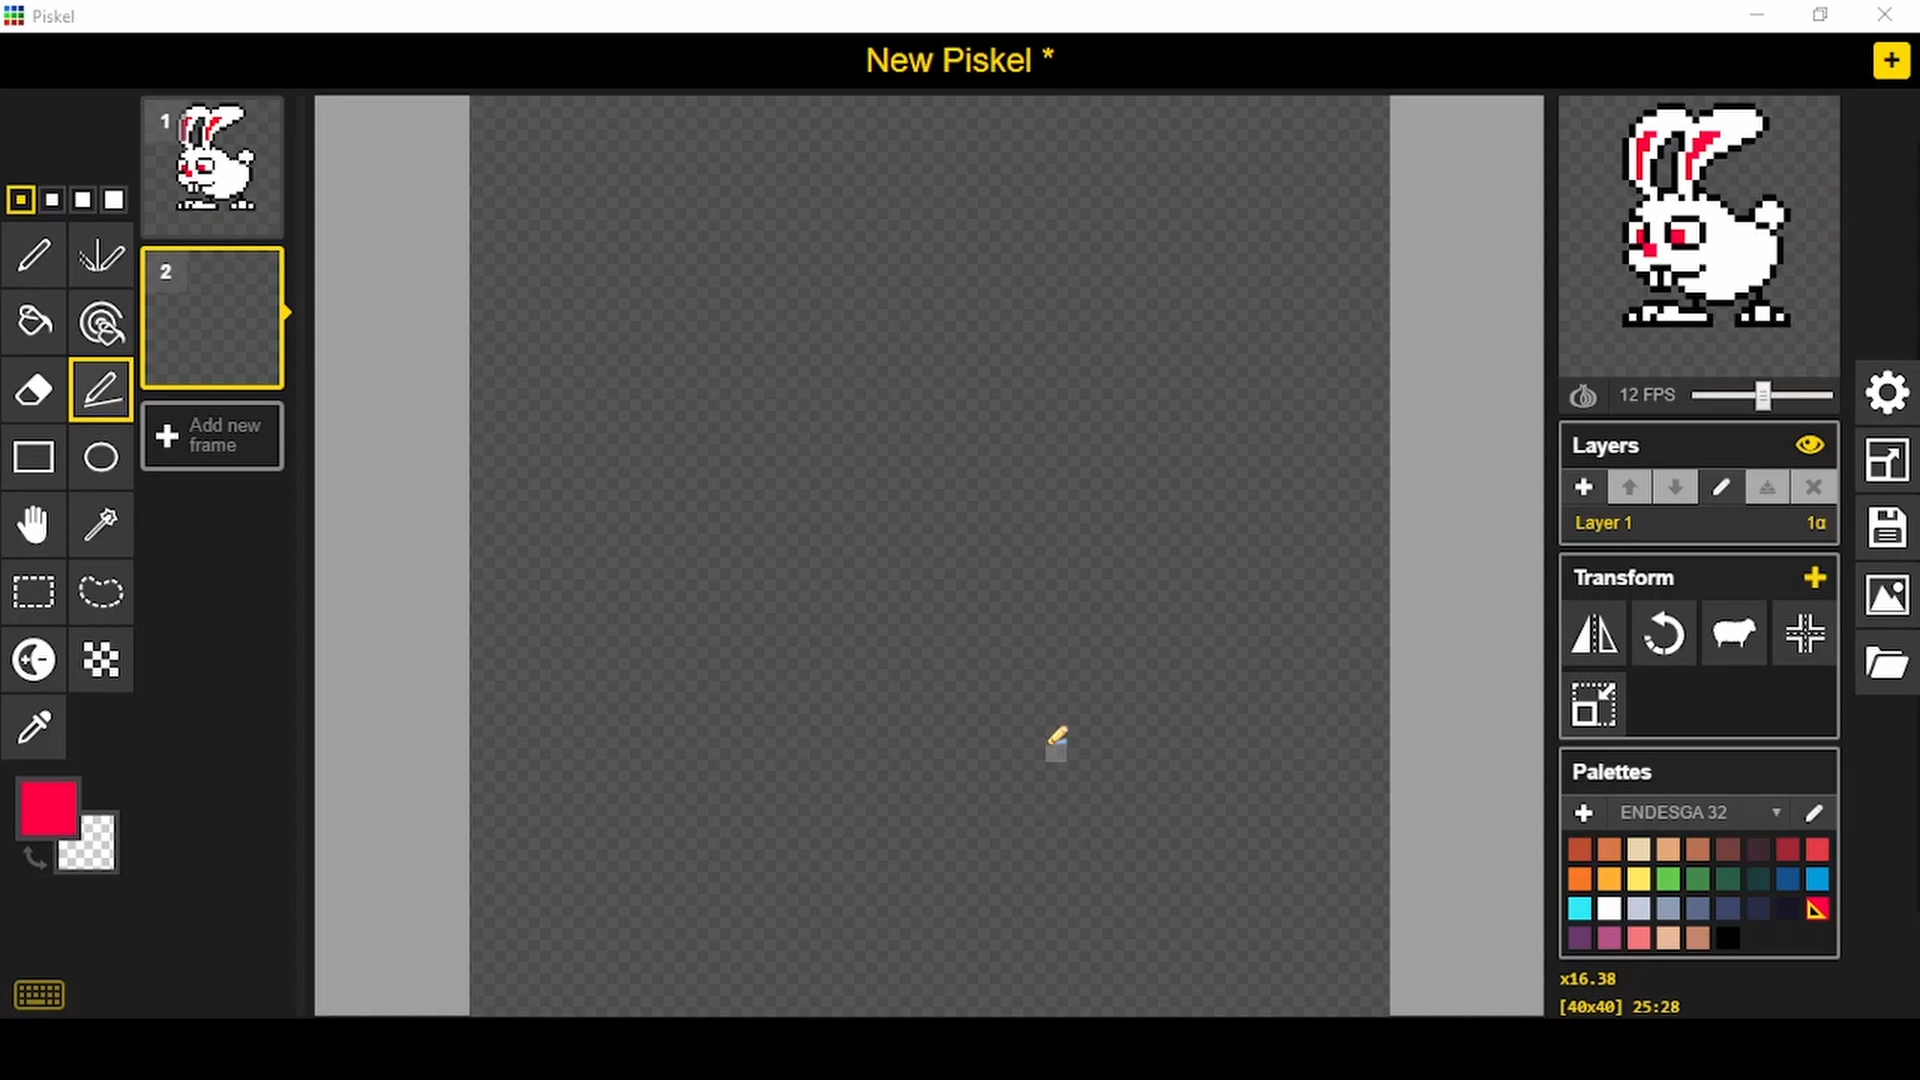 Piskel
New Piskel *
1
2
Add new
frame
12 FPS
Layers
Layer 1
1α
Transform
Palettes
ENDESGA 32
x16.38
[40x40] 25:28